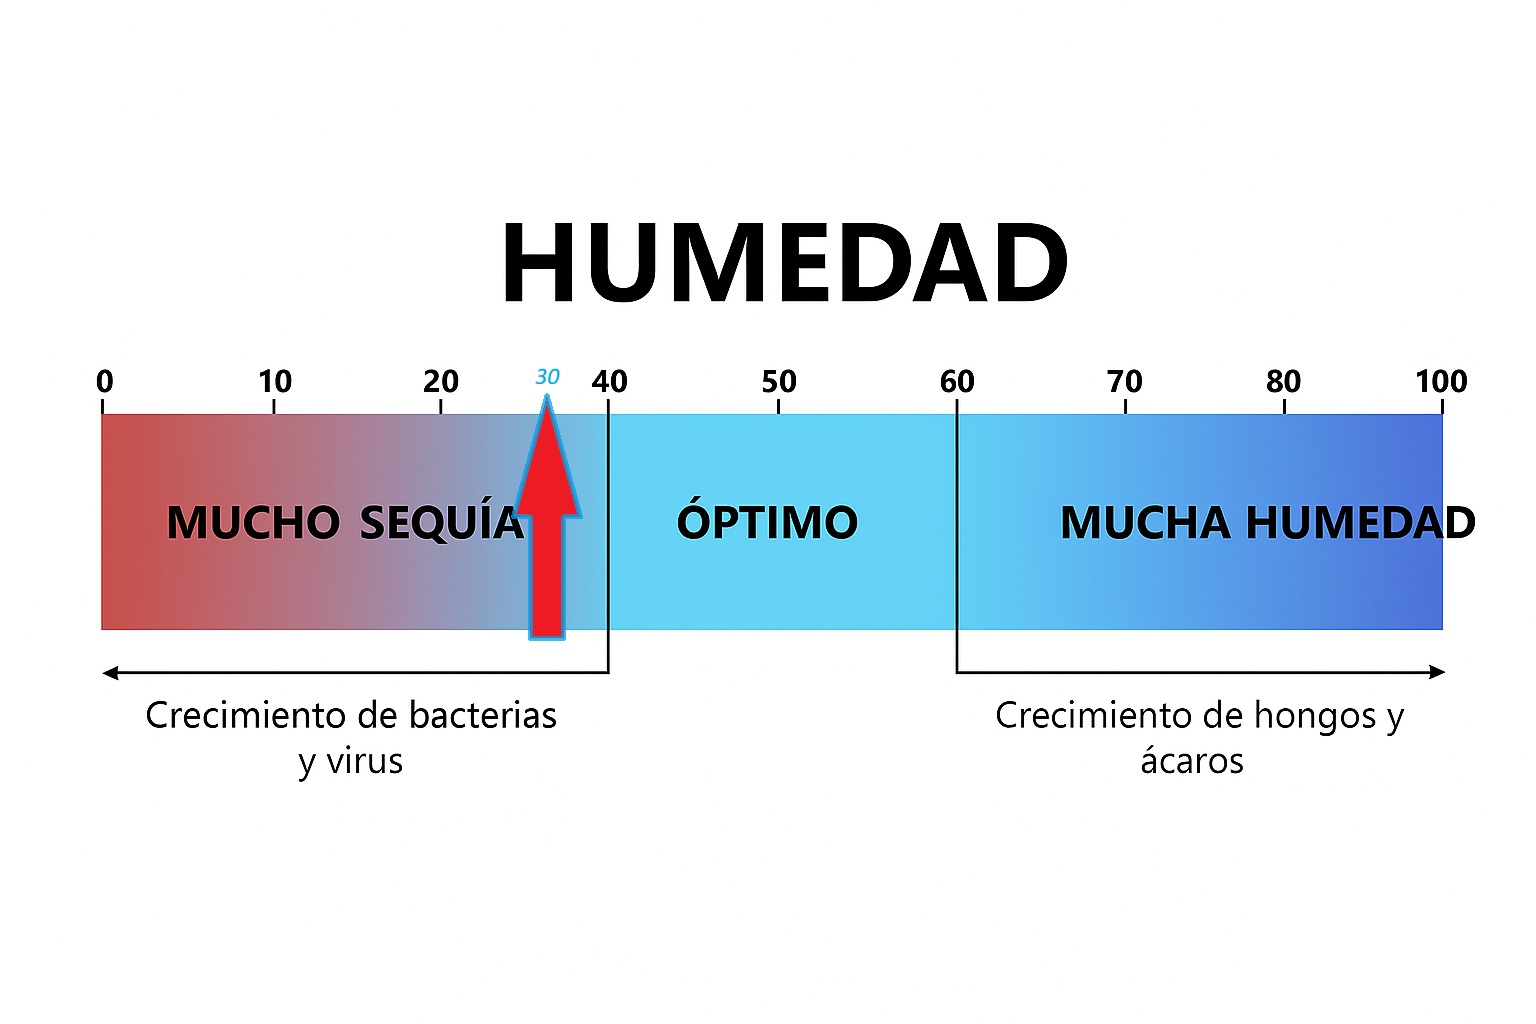 HUMEDAD
0 10 20 30 40 50 60 70 80 100
MUCHO SEQUÍA ÓPTIMO MUCHA HUMEDAD
Crecimiento de bacterias
y virus
Crecimiento de hongos y
ácaros